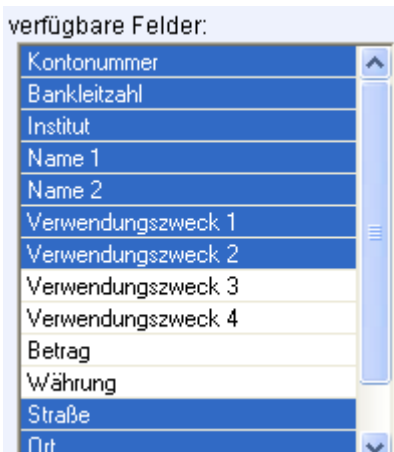 verfügbare Felder:
Kontonummer
Bankleitzahl
Institut
Name 1
Name 2
Verwendungszweck 1
Verwendungszweck 2
Verwendungszweck 3
Verwendungszweck 4
Betrag
Währung
Straße
Ort